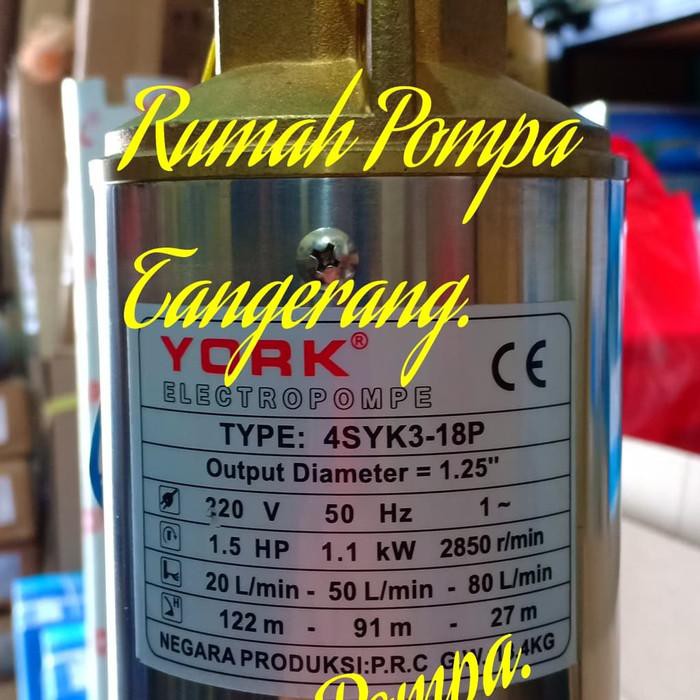 Rumah Pompa
Tangerang.
YORK®
CE
ELECTROPOMPE
TYPE: 4SYK3-18P
Output Diameter = 1.25"
220 V 50 Hz 1 ~
1.5 HP 1.1 kW 2850 r/min
20 L/min - 50 L/min - 80 L/min
H
122 m - 91 m - 27 m
NEGARA PRODUKSI:P.R.C
Pompa.